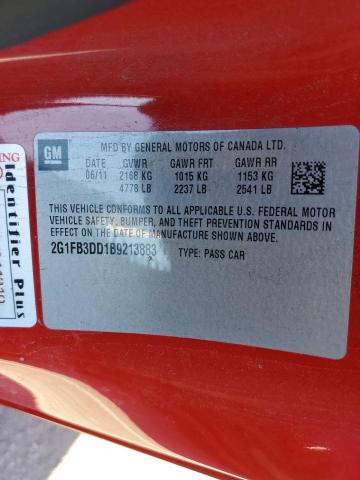 GM
MFD BY GENERAL MOTORS OF CANADA LTD.
DATE GVWR GAWR FRT GAWR RR
06/11 2168 KG 1015 KG 1153 KG
4778 LB 2237 LB 2541 LB
THIS VEHICLE CONFORMS TO ALL APPLICABLE U.S. FEDERAL MOTOR
VEHICLE SAFETY, BUMPER, AND THEFT PREVENTION STANDARDS IN
EFFECT ON THE DATE OF MANUFACTURE SHOWN ABOVE.
2G1FB3DD1B9213883 TYPE: PASS CAR
Identifier Plus